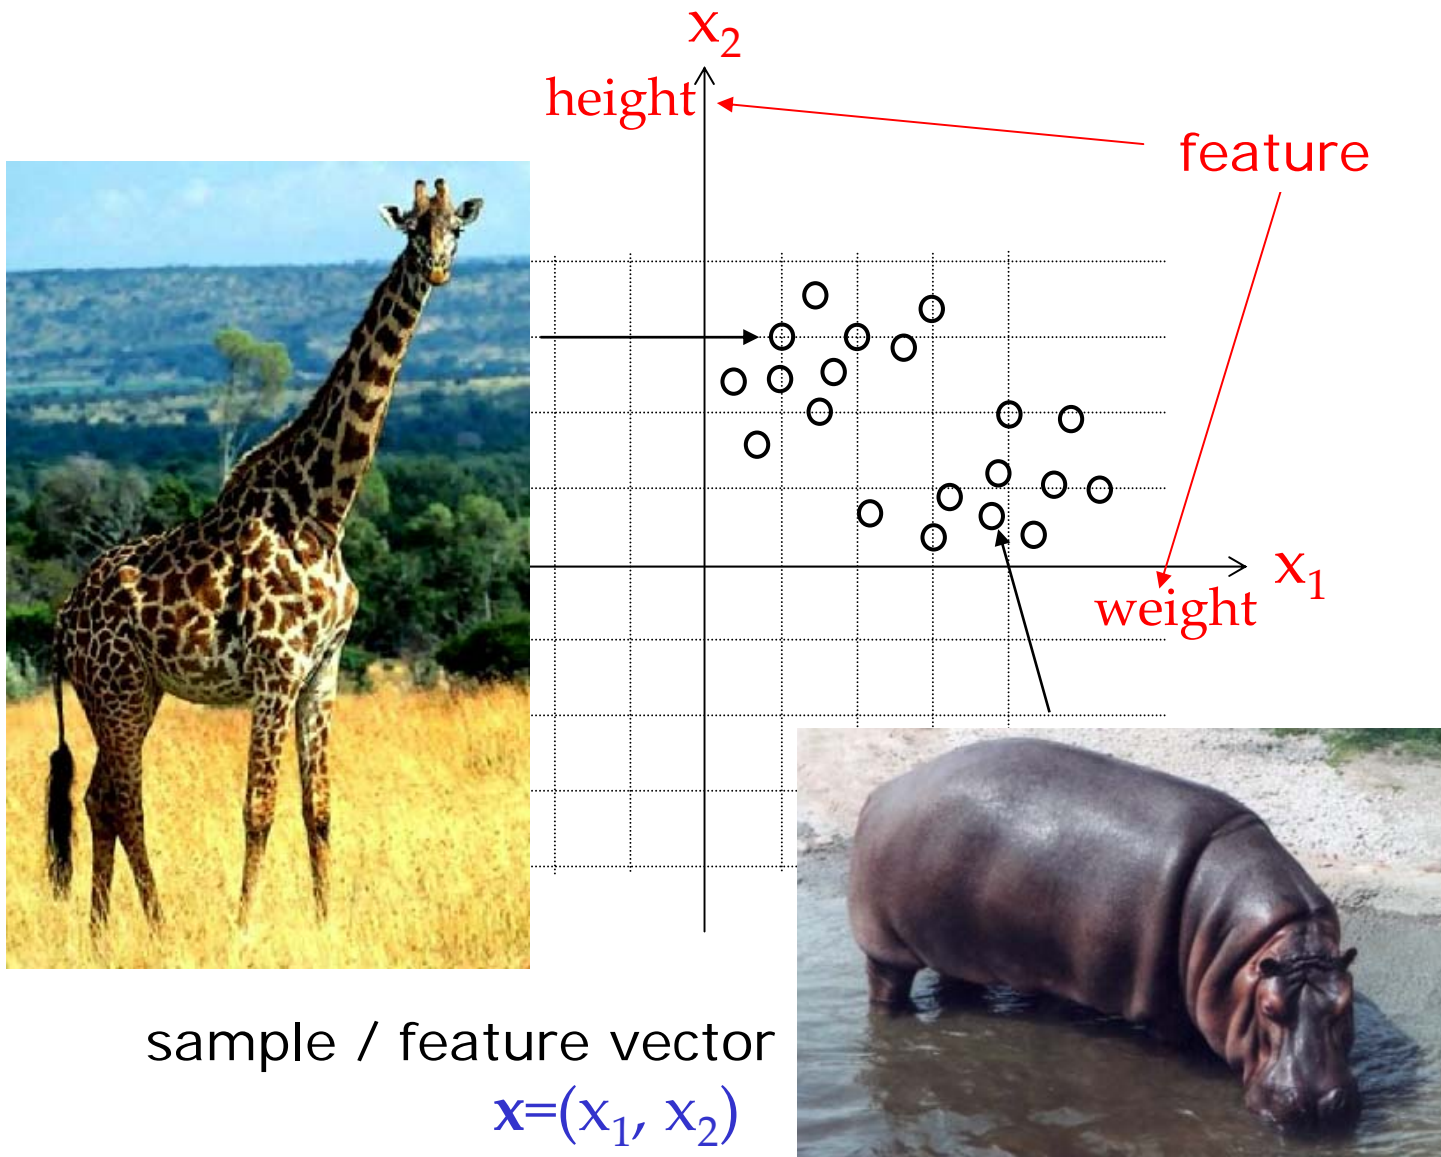 x₂
height
feature
x₁
weight
sample / feature vector
x=(x₁, x₂)